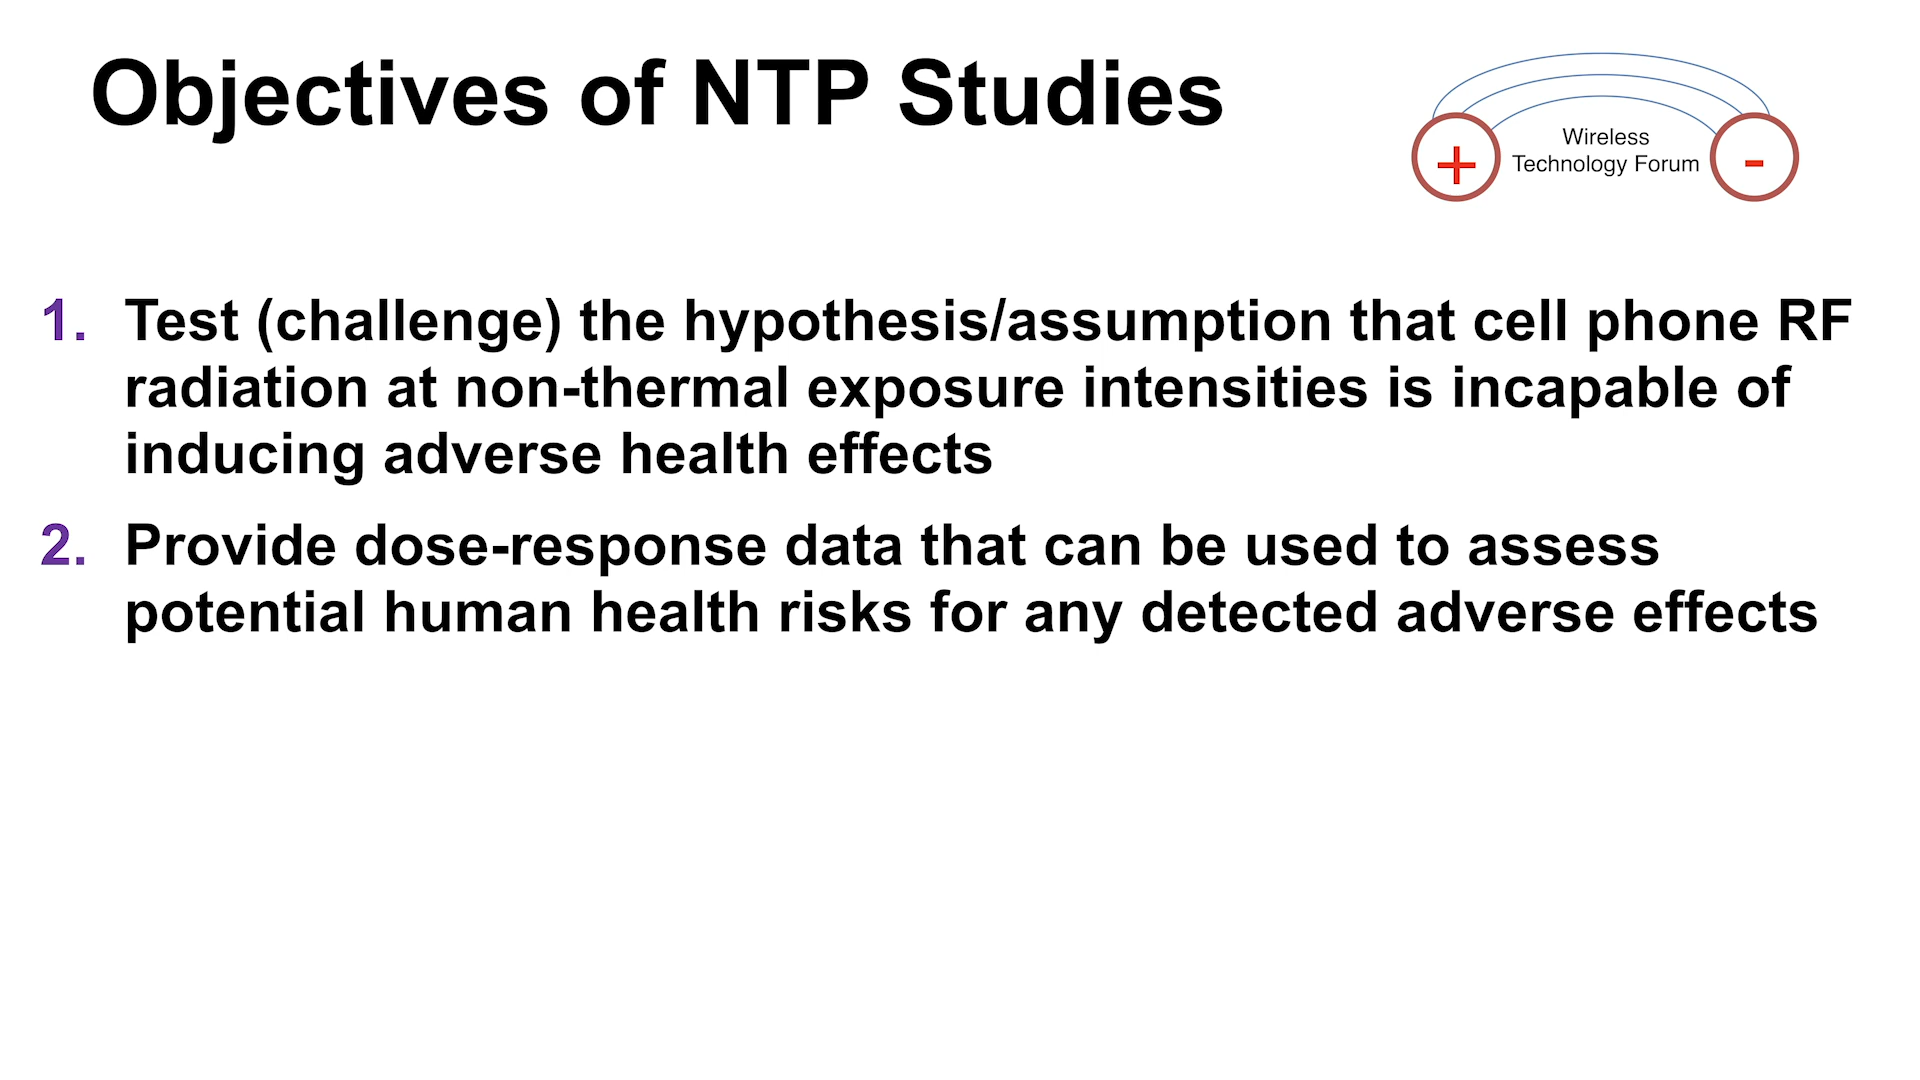 Objectives of NTP Studies
+
Wireless
Technology Forum
-
1. Test (challenge) the hypothesis/assumption that cell phone RF
radiation at non-thermal exposure intensities is incapable of
inducing adverse health effects
2. Provide dose-response data that can be used to assess
potential human health risks for any detected adverse effects